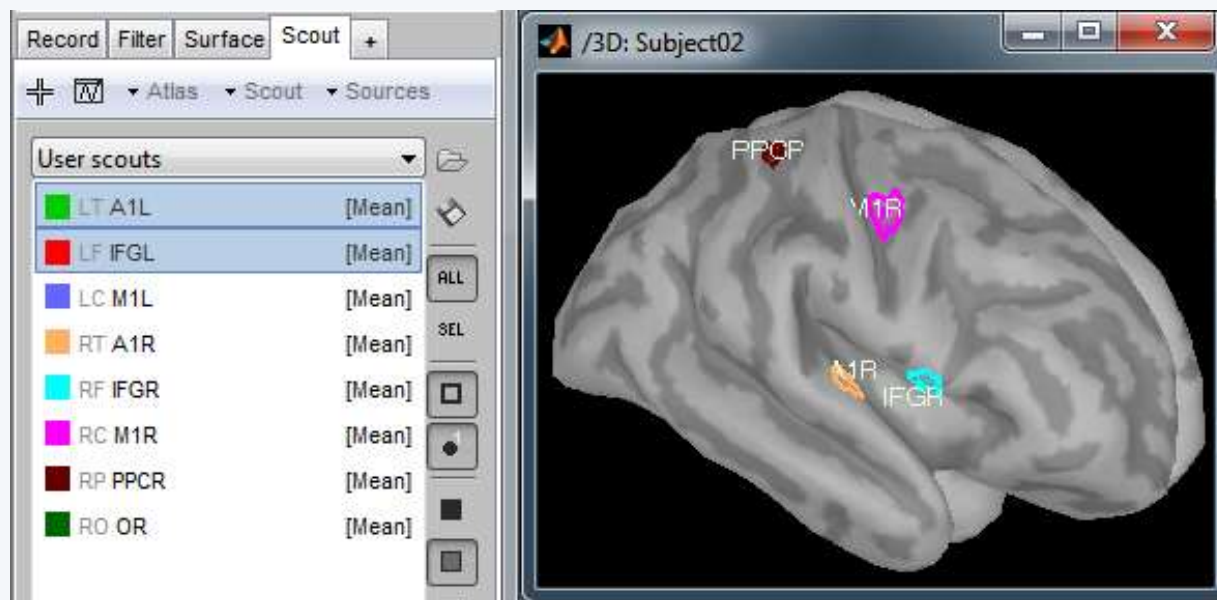 Record Filter Surface Scout +
Atlas Scout Sources
User scouts
LT A1L [Mean]
LF IFGL [Mean]
LC M1L [Mean]
RT A1R [Mean]
RF IFGR [Mean]
RC M1R [Mean]
RP PPCR [Mean]
RO OR [Mean]
ALL
SEL
/3D: Subject02
PPCR
M1R
A1R
IFGR